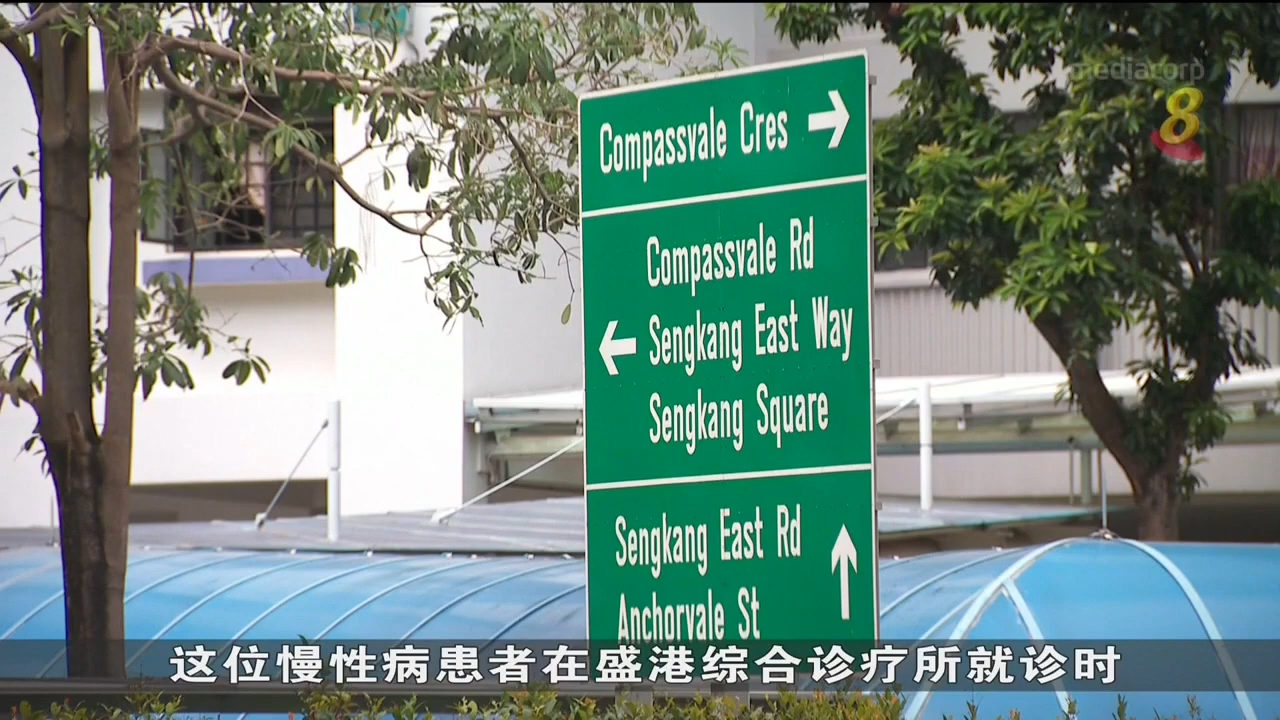 mediacorp
8
Compassvale Cres
Compassvale Rd
Sengkang East Way
Sengkang Square
Sengkang East Rd
Anchorvale St
这位慢性病患者在盛港综合诊疗所就诊时